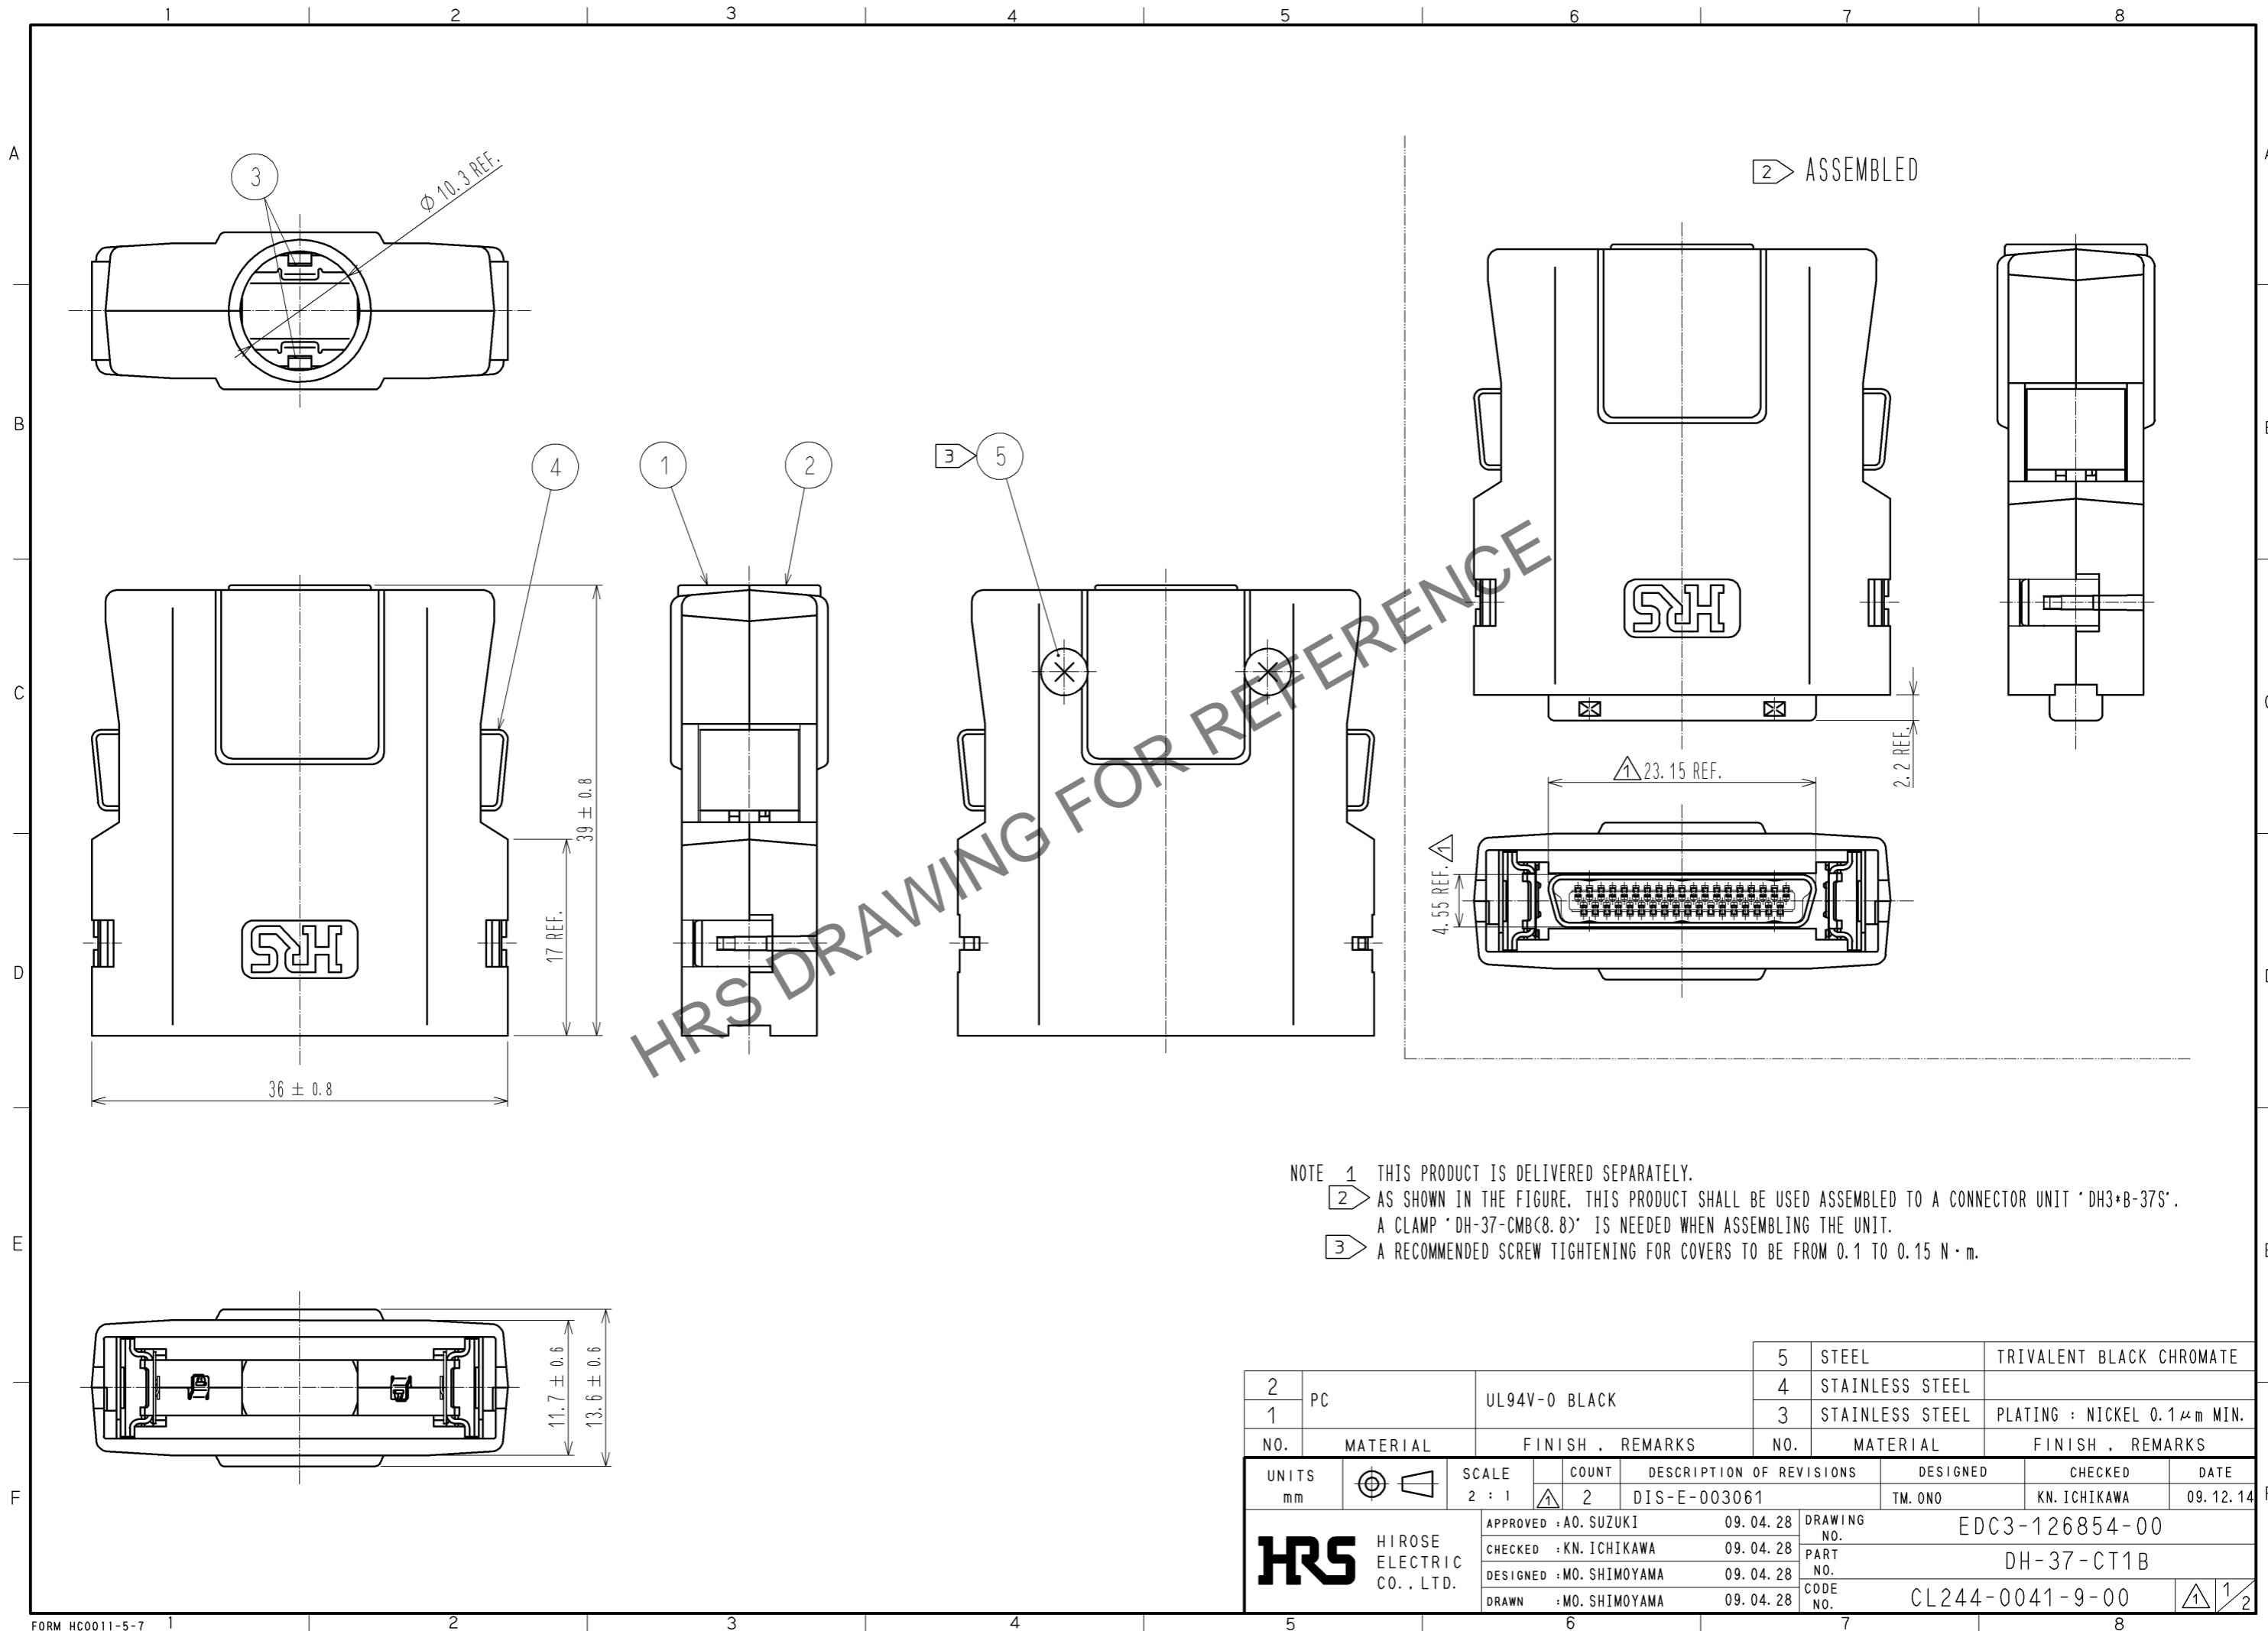 1 2 3 4 5 6 7 8
A
B
C
D
E
F
3
Φ 10.3 REF.
4
1
2
3 5
2 ASSEMBLED
HRS
39 ± 0.8
17 REF.
36 ± 0.8
HRS
2.2 REF.
1 23.15 REF.
4.55 REF. 1
HRS DRAWING FOR REFERENCE
11.7 ± 0.6
13.6 ± 0.6
NOTE 1 THIS PRODUCT IS DELIVERED SEPARATELY.
2 AS SHOWN IN THE FIGURE, THIS PRODUCT SHALL BE USED ASSEMBLED TO A CONNECTOR UNIT 'DH3*B-37S'.
A CLAMP 'DH-37-CMB(8.8)' IS NEEDED WHEN ASSEMBLING THE UNIT.
3 A RECOMMENDED SCREW TIGHTENING FOR COVERS TO BE FROM 0.1 TO 0.15 N·m.
5 STEEL TRIVALENT BLACK CHROMATE
2 PC UL94V-0 BLACK 4 STAINLESS STEEL
1 3 STAINLESS STEEL PLATING : NICKEL 0.1μm MIN.
NO. MATERIAL FINISH , REMARKS NO. MATERIAL FINISH , REMARKS
UNITS mm SCALE 2 : 1 COUNT DESCRIPTION OF REVISIONS DESIGNED CHECKED DATE
1 2 DIS-E-003061 TM.ONO KN.ICHIKAWA 09.12.14
HRS HIROSE ELECTRIC CO.,LTD.
APPROVED : AO.SUZUKI 09.04.28 DRAWING NO. EDC3-126854-00
CHECKED : KN.ICHIKAWA 09.04.28 PART NO. DH-37-CT1B
DESIGNED : MO.SHIMOYAMA 09.04.28
DRAWN : MO.SHIMOYAMA 09.04.28 CODE NO. CL244-0041-9-00 1 1/2
FORM HC0011-5-7 1 2 3 4 5 6 7 8